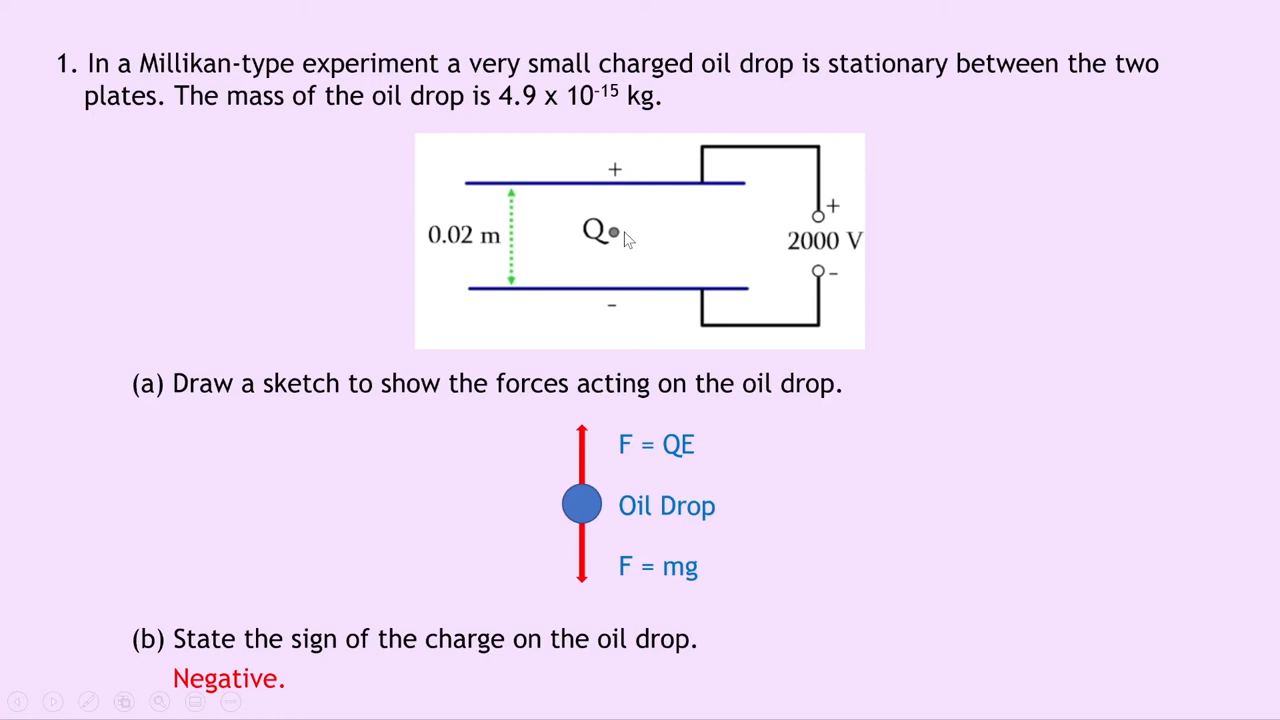 1. In a Millikan-type experiment a very small charged oil drop is stationary between the two
plates. The mass of the oil drop is 4.9 x 10⁻¹⁵ kg.
+
0.02 m
Q
+
2000 V
-
-
(a) Draw a sketch to show the forces acting on the oil drop.
F = QE
Oil Drop
F = mg
(b) State the sign of the charge on the oil drop.
Negative.